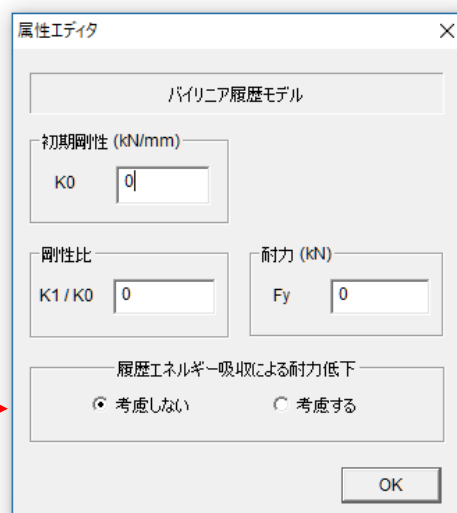 属性エディタ
バイリニア履歴モデル
初期剛性 (kN/mm)
K0 0
剛性比
K1 / K0 0
耐力 (kN)
Fy 0
履歴エネルギー吸収による耐力低下
考慮しない 考慮する
OK